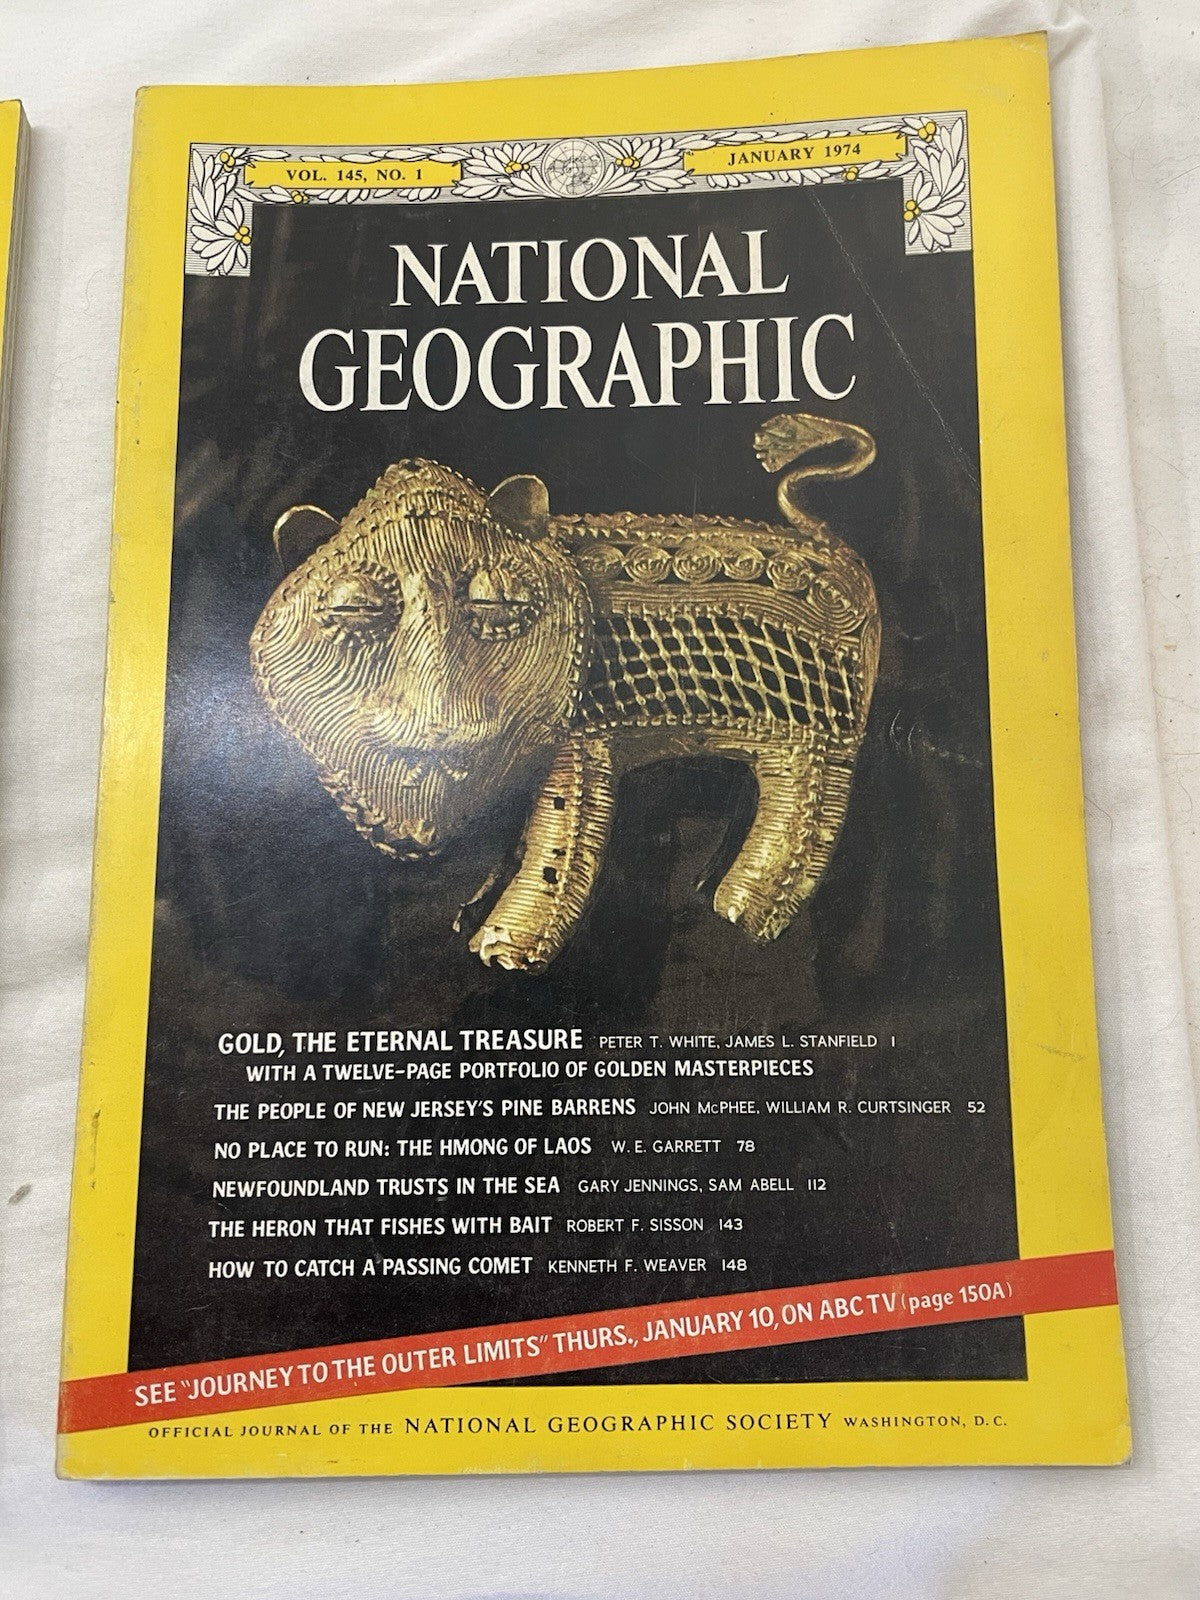 VOL. 145, NO. 1
JANUARY 1974
NATIONAL
GEOGRAPHIC
GOLD, THE ETERNAL TREASURE PETER T. WHITE, JAMES L. STANFIELD 1
WITH A TWELVE-PAGE PORTFOLIO OF GOLDEN MASTERPIECES
THE PEOPLE OF NEW JERSEY'S PINE BARRENS JOHN McPHEE, WILLIAM R. CURTSINGER 52
NO PLACE TO RUN: THE HMONG OF LAOS W. E. GARRETT 78
NEWFOUNDLAND TRUSTS IN THE SEA GARY JENNINGS, SAM ABELL 112
THE HERON THAT FISHES WITH BAIT ROBERT F. SISSON 143
HOW TO CATCH A PASSING COMET KENNETH F. WEAVER 148
SEE "JOURNEY TO THE OUTER LIMITS" THURS., JANUARY 10, ON ABC TV (page 150A)
OFFICIAL JOURNAL OF THE NATIONAL GEOGRAPHIC SOCIETY WASHINGTON, D.C.